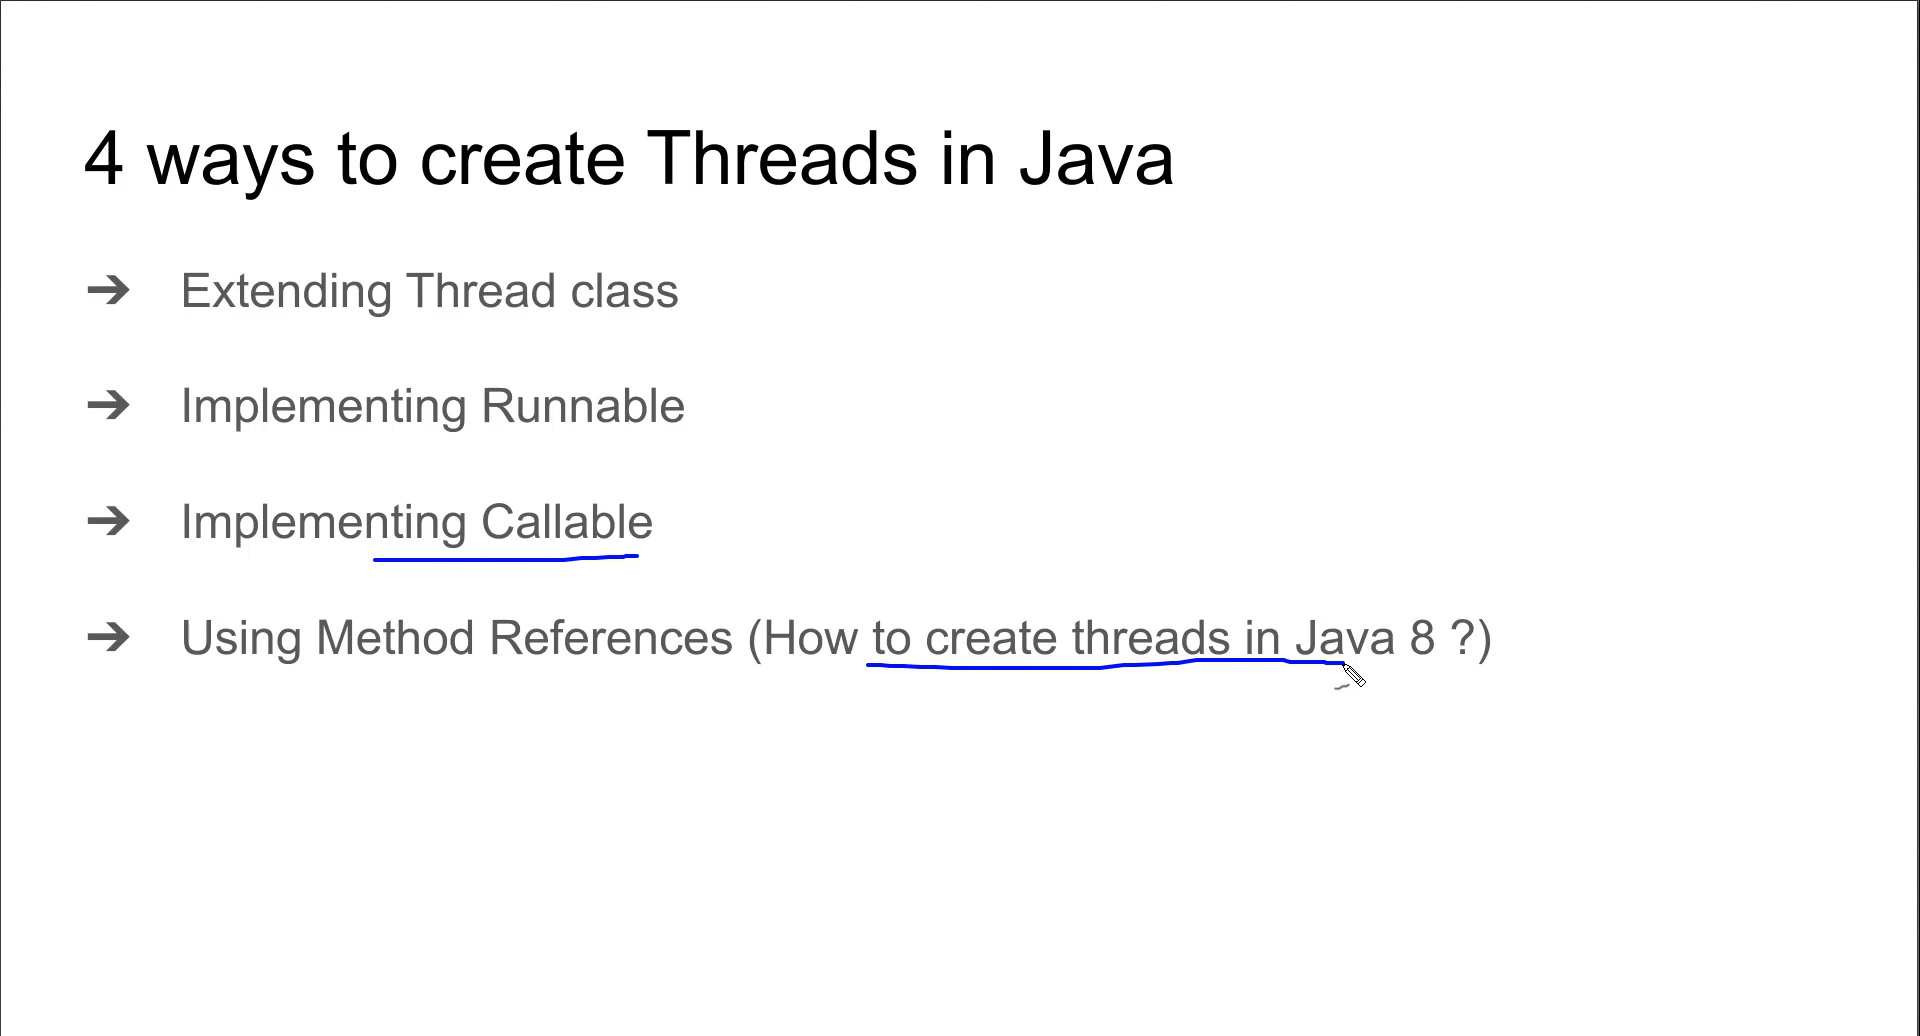 4 ways to create Threads in Java
➔ Extending Thread class
➔ Implementing Runnable
➔ Implementing Callable
➔ Using Method References (How to create threads in Java 8 ?)